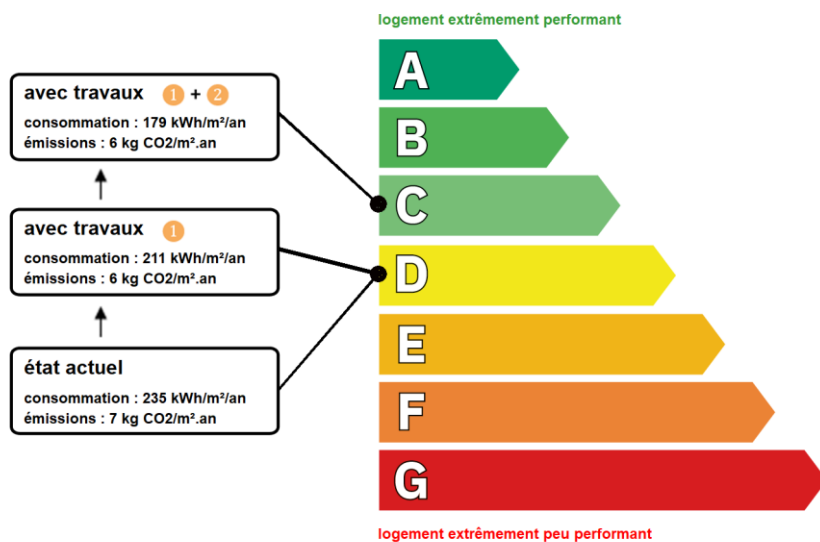 logement extrêmement performant
avec travaux 1 + 2
consommation : 179 kWh/m²/an
émissions : 6 kg CO2/m².an
avec travaux 1
consommation : 211 kWh/m²/an
émissions : 6 kg CO2/m².an
état actuel
consommation : 235 kWh/m²/an
émissions : 7 kg CO2/m².an
A
B
C
D
E
F
G
logement extrêmement peu performant